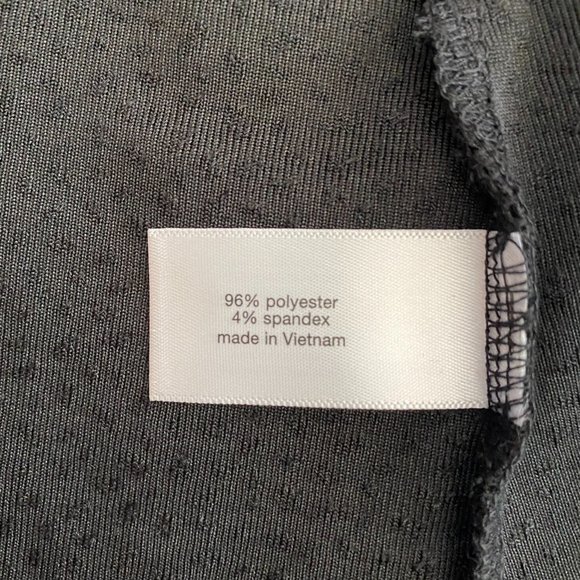 96% polyester
4% spandex
made in Vietnam